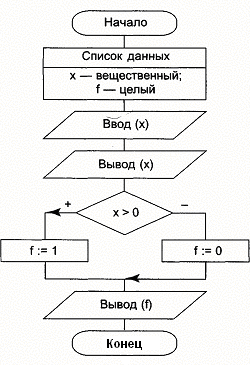 Начало
Список данных
x — вещественный;
f — целый
Ввод (x)
Вывод (x)
+
x > 0
–
f := 1
f := 0
Вывод (f)
Конец